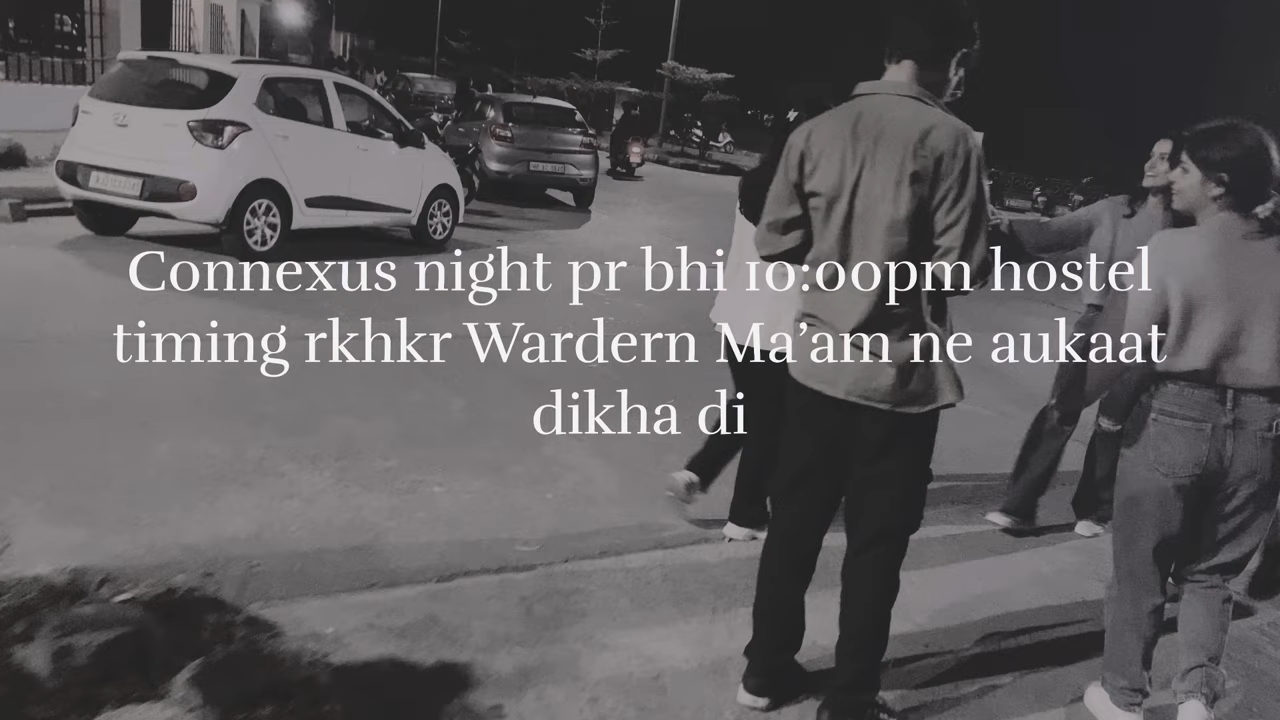 Connexus night pr bhi 10:00pm hostel
timing rkhkr Wardern Ma’am ne aukaat
dikha di